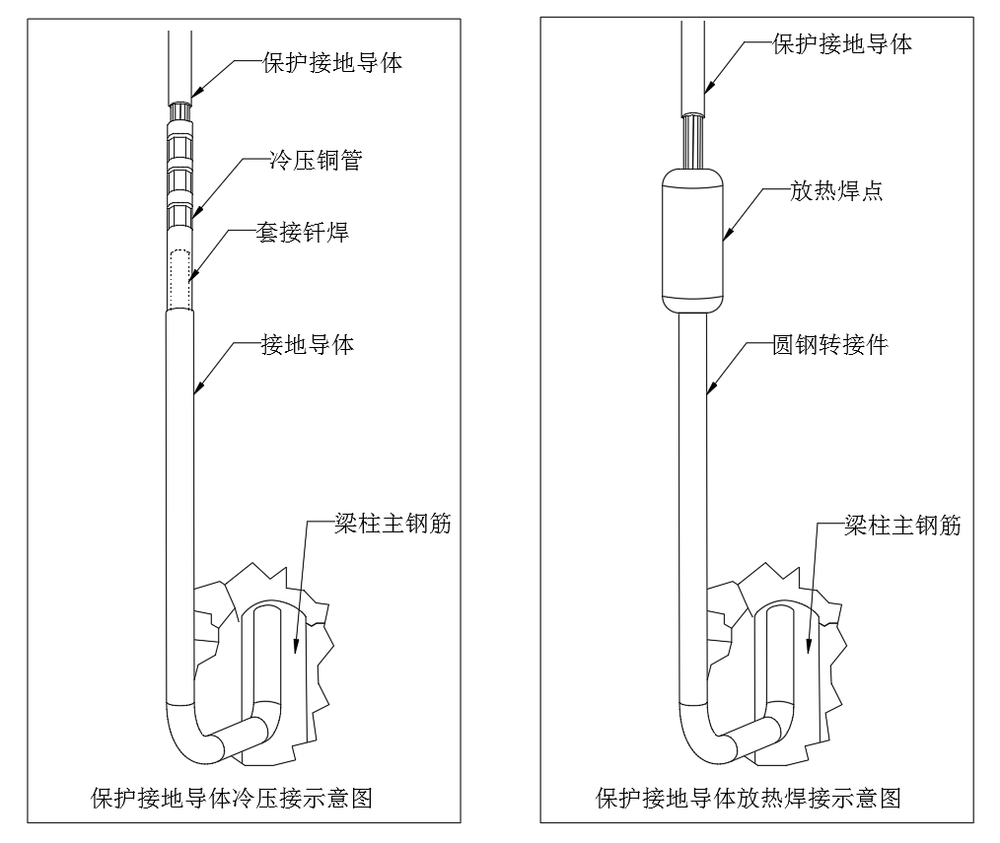 保护接地导体
冷压铜管
套接钎焊
接地导体
梁柱主钢筋
保护接地导体冷压接示意图
保护接地导体
放热焊点
圆钢转接件
梁柱主钢筋
保护接地导体放热焊接示意图